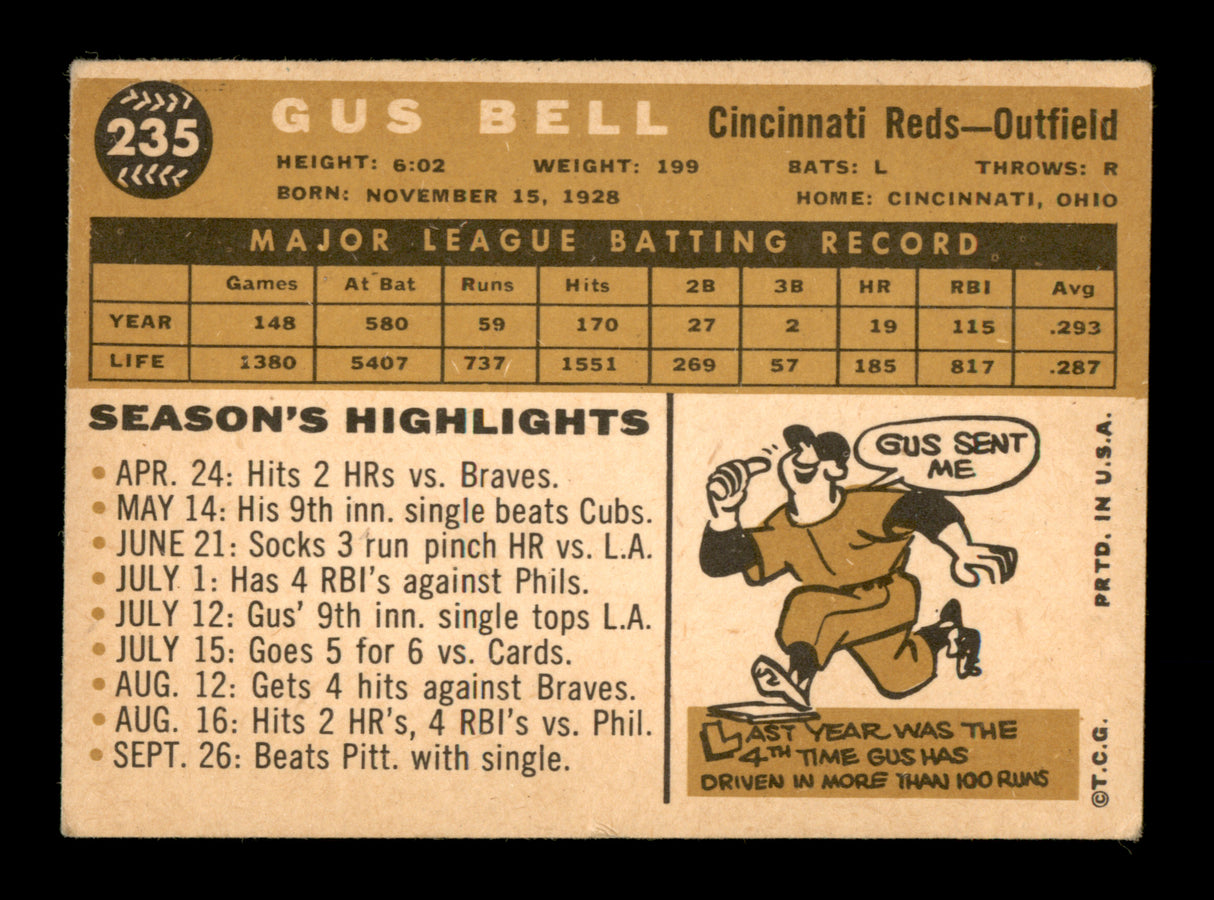 235
GUS BELL Cincinnati Reds—Outfield
HEIGHT: 6:02 WEIGHT: 199 BATS: L THROWS: R
BORN: NOVEMBER 15, 1928 HOME: CINCINNATI, OHIO
MAJOR LEAGUE BATTING RECORD
Games At Bat Runs Hits 2B 3B HR RBI Avg
YEAR 148 580 59 170 27 2 19 115 .293
LIFE 1380 5407 737 1551 269 57 185 817 .287
SEASON'S HIGHLIGHTS
• APR. 24: Hits 2 HRs vs. Braves.
• MAY 14: His 9th inn. single beats Cubs.
• JUNE 21: Socks 3 run pinch HR vs. L.A.
• JULY 1: Has 4 RBI's against Phils.
• JULY 12: Gus' 9th inn. single tops L.A.
• JULY 15: Goes 5 for 6 vs. Cards.
• AUG. 12: Gets 4 hits against Braves.
• AUG. 16: Hits 2 HR's, 4 RBI's vs. Phil.
• SEPT. 26: Beats Pitt. with single.
GUS SENT
ME
LAST YEAR WAS THE
4TH TIME GUS HAS
DRIVEN IN MORE THAN 100 RUNS
©T.C.G. PRTD. IN U.S.A.